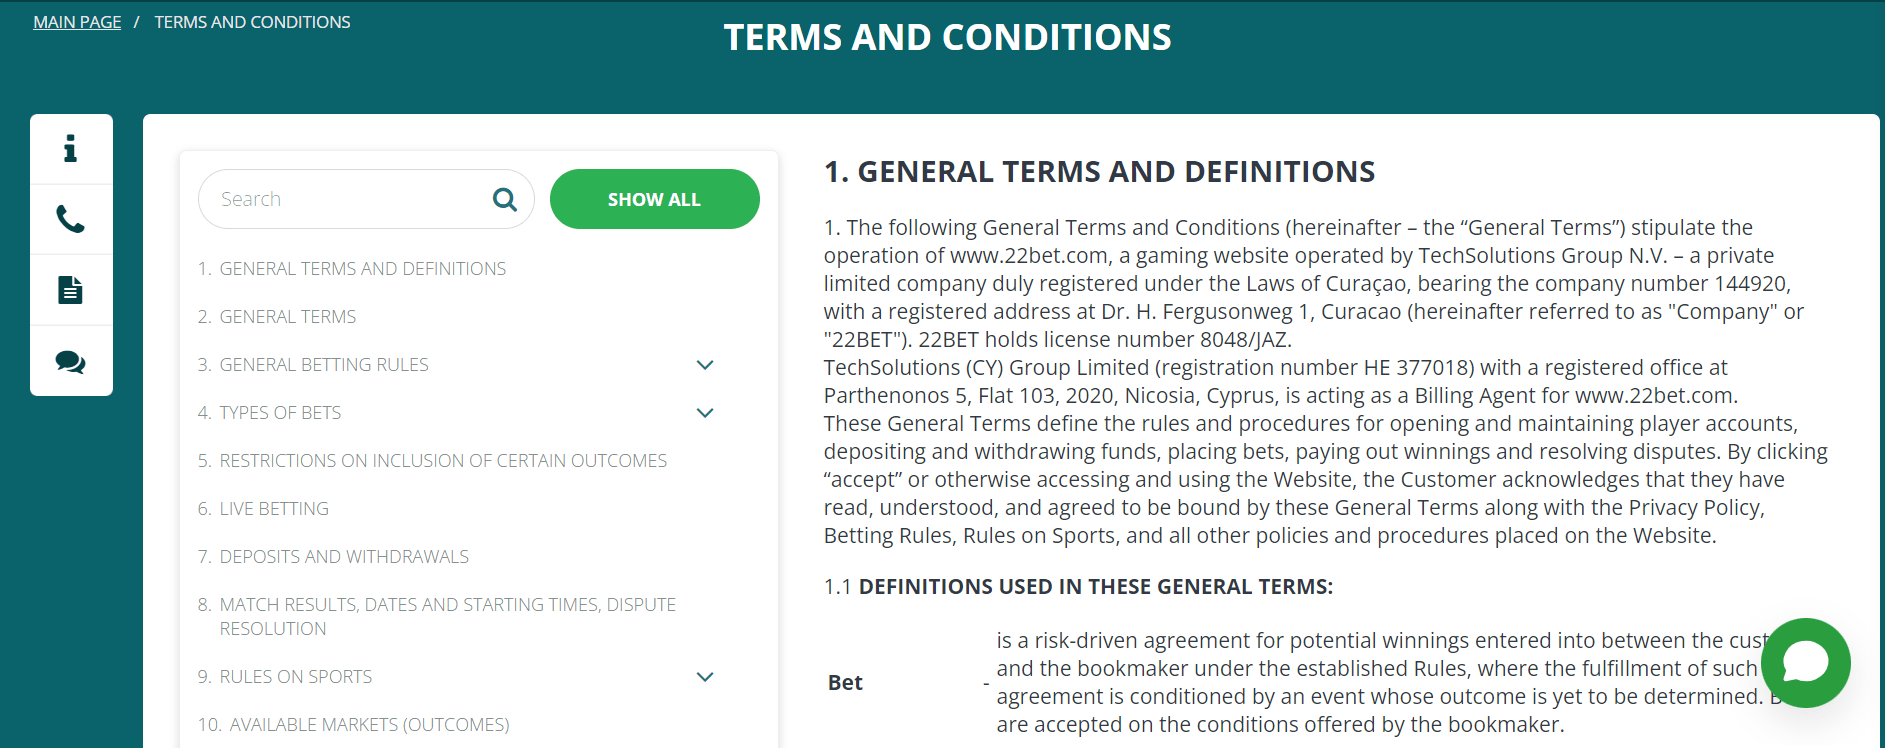 MAIN PAGE / TERMS AND CONDITIONS
TERMS AND CONDITIONS
Search
SHOW ALL
1. GENERAL TERMS AND DEFINITIONS
2. GENERAL TERMS
3. GENERAL BETTING RULES
4. TYPES OF BETS
5. RESTRICTIONS ON INCLUSION OF CERTAIN OUTCOMES
6. LIVE BETTING
7. DEPOSITS AND WITHDRAWALS
8. MATCH RESULTS, DATES AND STARTING TIMES, DISPUTE
RESOLUTION
9. RULES ON SPORTS
10. AVAILABLE MARKETS (OUTCOMES)
1. GENERAL TERMS AND DEFINITIONS
1. The following General Terms and Conditions (hereinafter – the “General Terms”) stipulate the
operation of www.22bet.com, a gaming website operated by TechSolutions Group N.V. – a private
limited company duly registered under the Laws of Curaçao, bearing the company number 144920,
with a registered address at Dr. H. Fergusonweg 1, Curacao (hereinafter referred to as "Company" or
"22BET"). 22BET holds license number 8048/JAZ.
TechSolutions (CY) Group Limited (registration number HE 377018) with a registered office at
Parthenonos 5, Flat 103, 2020, Nicosia, Cyprus, is acting as a Billing Agent for www.22bet.com.
These General Terms define the rules and procedures for opening and maintaining player accounts,
depositing and withdrawing funds, placing bets, paying out winnings and resolving disputes. By clicking
“accept” or otherwise accessing and using the Website, the Customer acknowledges that they have
read, understood, and agreed to be bound by these General Terms along with the Privacy Policy,
Betting Rules, Rules on Sports, and all other policies and procedures placed on the Website.
1.1 DEFINITIONS USED IN THESE GENERAL TERMS:
is a risk-driven agreement for potential winnings entered into between the
and the bookmaker under the established Rules, where the fulfillment of such
Bet -
agreement is conditioned by an event whose outcome is yet to be determined.
are accepted on the conditions offered by the bookmaker.